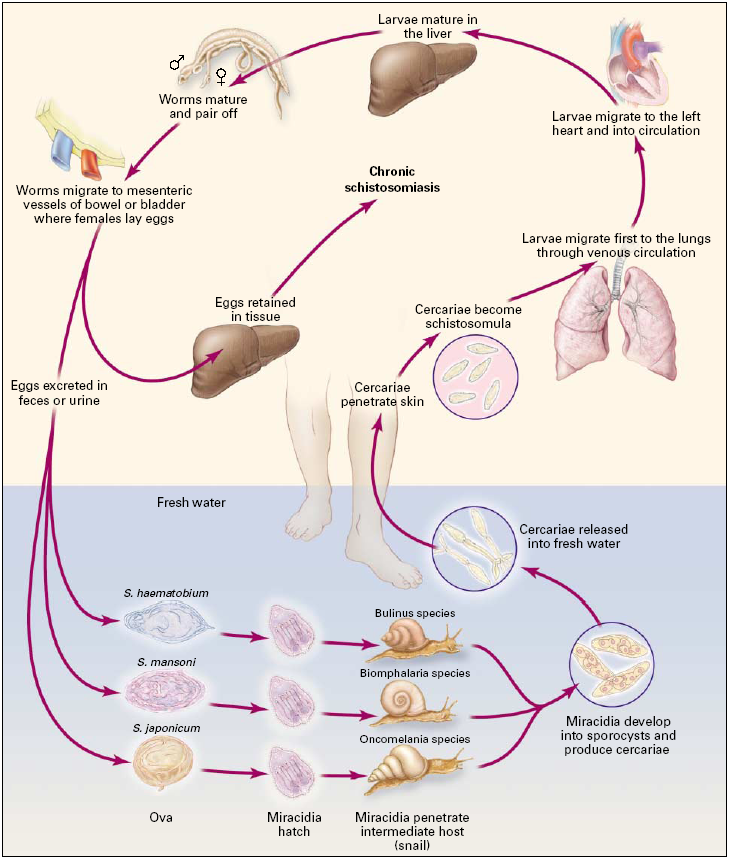 Larvae mature in
the liver
♂
♀
Worms mature
and pair off
Larvae migrate to the left
heart and into circulation
Worms migrate to mesenteric
vessels of bowel or bladder
where females lay eggs
Chronic
schistosomiasis
Larvae migrate first to the lungs
through venous circulation
Eggs retained
in tissue
Cercariae become
schistosomula
Eggs excreted in
feces or urine
Cercariae
penetrate skin
Fresh water
Cercariae released
into fresh water
S. haematobium
Bulinus species
S. mansoni
Biomphalaria species
Miracidia develop
into sporocysts and
produce cercariae
S. japonicum
Oncomelania species
Ova
Miracidia
hatch
Miracidia penetrate
intermediate host
(snail)